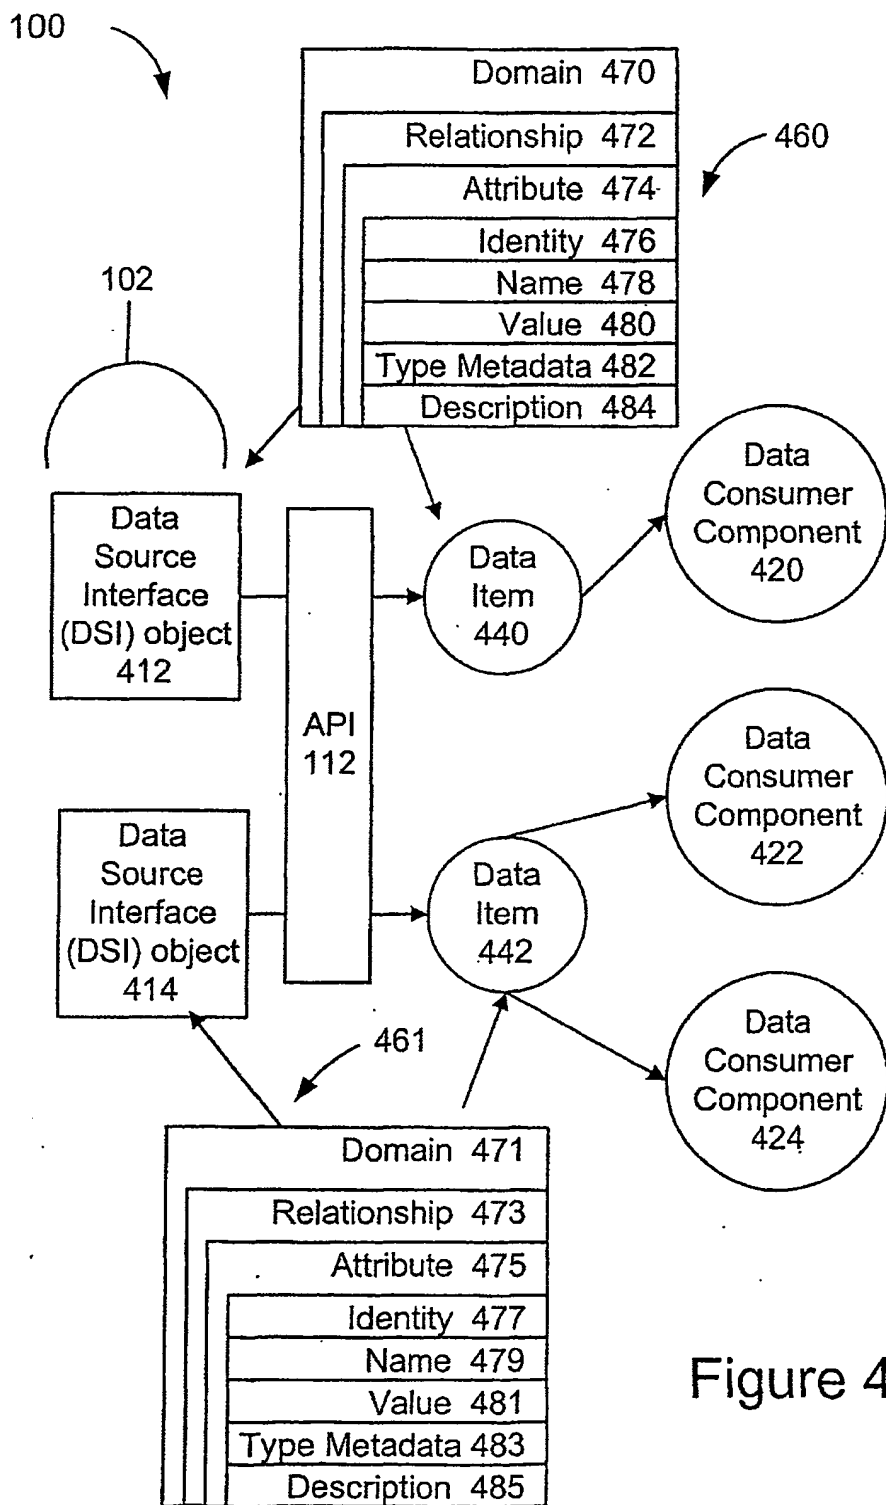 100
Domain 470
Relationship 472
460
Attribute 474
Identity 476
Name 478
Value 480
Type Metadata 482
Description 484
102
Data
Source
Interface
(DSI) object
412
API
112
Data
Item
440
Data
Consumer
Component
420
Data
Consumer
Component
422
Data
Source
Interface
(DSI) object
414
Data
Item
442
Data
Consumer
Component
424
461
Domain 471
Relationship 473
Attribute 475
Identity 477
Name 479
Value 481
Type Metadata 483
Description 485
Figure 4